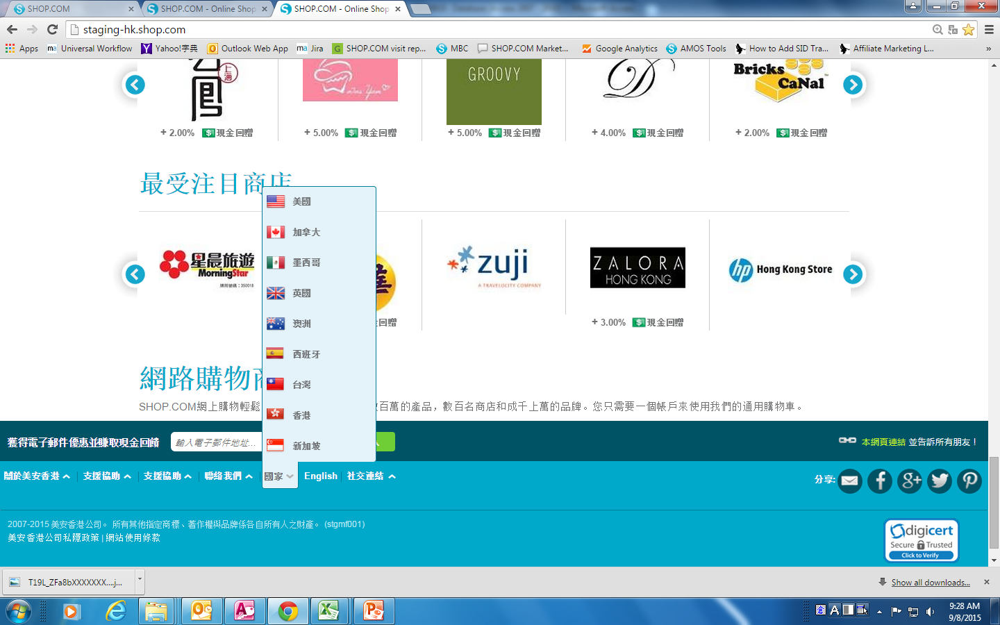 SHOP.COM
SHOP.COM - Online Shop
SHOP.COM - Online Shop
staging-hk.shop.com
Apps
Universal Workflow
Yahoo!字典
Outlook Web App
Jira
SHOP.COM visit rep...
MBC
SHOP.COM Market...
Google Analytics
AMOS Tools
How to Add SID Tra...
Affiliate Marketing L...
»
上海
GROOVY
D
Bricks CaNal
+ 2.00% 現金回贈
+ 5.00% 現金回贈
+ 5.00% 現金回贈
+ 4.00% 現金回贈
+ 2.00% 現金回贈
最受注目商店
美國
加拿大
墨西哥
英國
澳洲
西班牙
台灣
香港
新加坡
星晨旅遊
MorningStar
牌照號碼：350018
zuji
A TRAVELOCITY COMPANY
ZALORA
HONG KONG
hp Hong Kong Store
回贈
+ 3.00% 現金回贈
網路購物
SHOP.COM網上購物輕鬆
百萬的產品，數百名商店和成千上萬的品牌。您只需要一個帳戶來使用我們的通用購物車。
獲得電子郵件優惠並賺取現金回饋
輸入電子郵件地址...
本網頁連結 並告訴所有朋友！
關於美安香港
支援協助
支援協助
聯絡我們
國家
English
社交連結
分享:
2007-2015 美安香港公司。 所有其他指定商標、著作權與品牌係各自所有人之財產。 (stgmf001)
美安香港公司私隱政策 | 網站使用條款
digicert
Secure Trusted
Click to Verify
T19L_ZFa8bXXXXXXX....j...
Show all downloads...
9:28 AM
9/8/2015